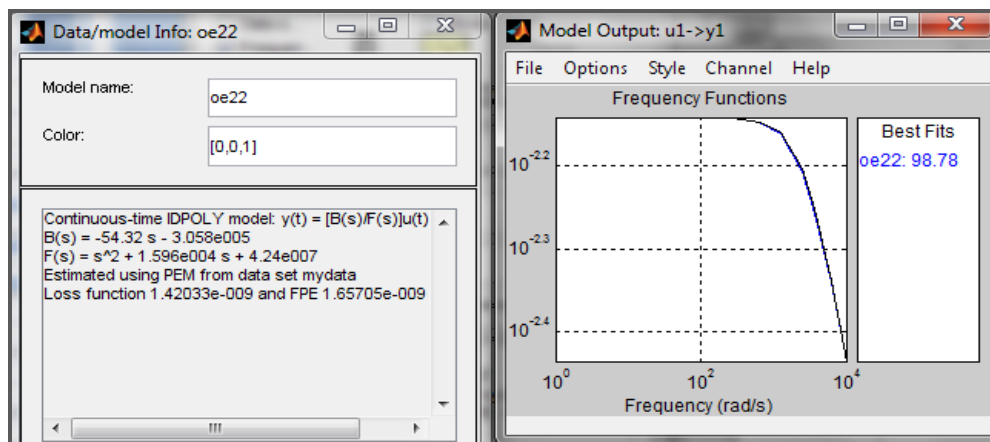 Data/model Info: oe22
Model name:
oe22
Color:
[0,0,1]
Continuous-time IDPOLY model: y(t) = [B(s)/F(s)]u(t)
B(s) = -54.32 s - 3.058e005
F(s) = s^2 + 1.596e004 s + 4.24e007
Estimated using PEM from data set mydata
Loss function 1.42033e-009 and FPE 1.65705e-009
Model Output: u1->y1
File Options Style Channel Help
Frequency Functions
10^-2.2
10^-2.3
10^-2.4
10^0 10^2 10^4
Frequency (rad/s)
Best Fits
oe22: 98.78